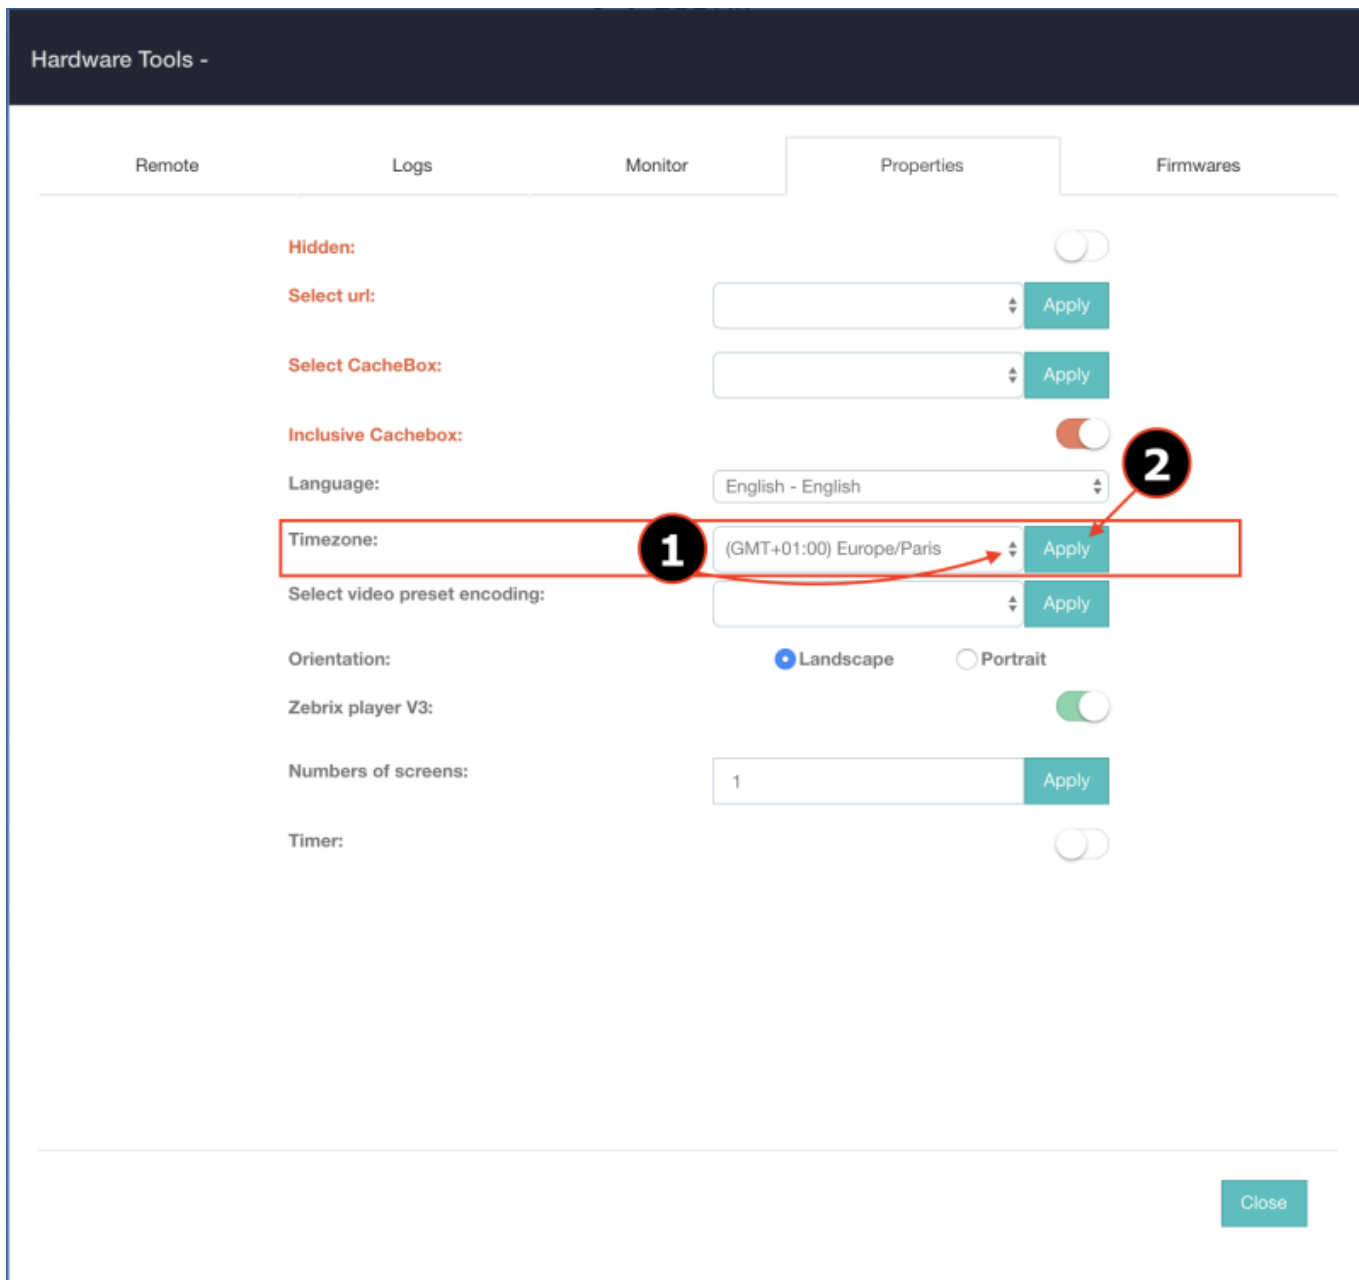 Hardware Tools -
Remote Logs Monitor Properties Firmwares
Hidden:
Select url: Apply
Select CacheBox: Apply
Inclusive Cachebox:
2
Language: English - English
Timezone: 1 (GMT+01:00) Europe/Paris Apply
Select video preset encoding: Apply
Orientation: Landscape Portrait
Zebrix player V3:
Numbers of screens: 1 Apply
Timer:
Close